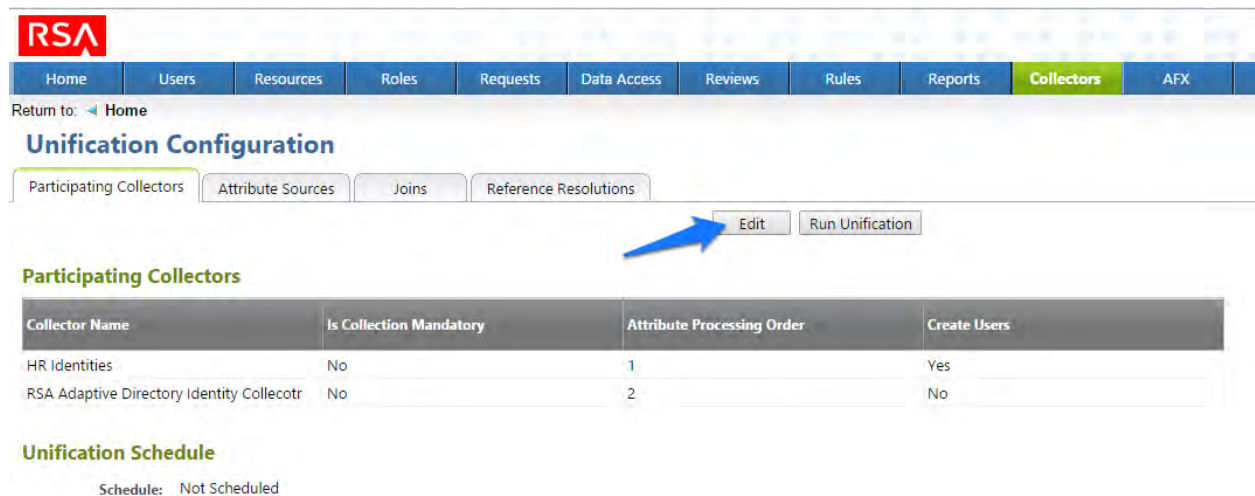 RSA
Home Users Resources Roles Requests Data Access Reviews Rules Reports Collectors AFX
Return to: Home
Unification Configuration
Participating Collectors Attribute Sources Joins Reference Resolutions
Edit Run Unification
Participating Collectors
Collector Name Is Collection Mandatory Attribute Processing Order Create Users
HR Identities No 1 Yes
RSA Adaptive Directory Identity Collecotr No 2 No
Unification Schedule
Schedule: Not Scheduled